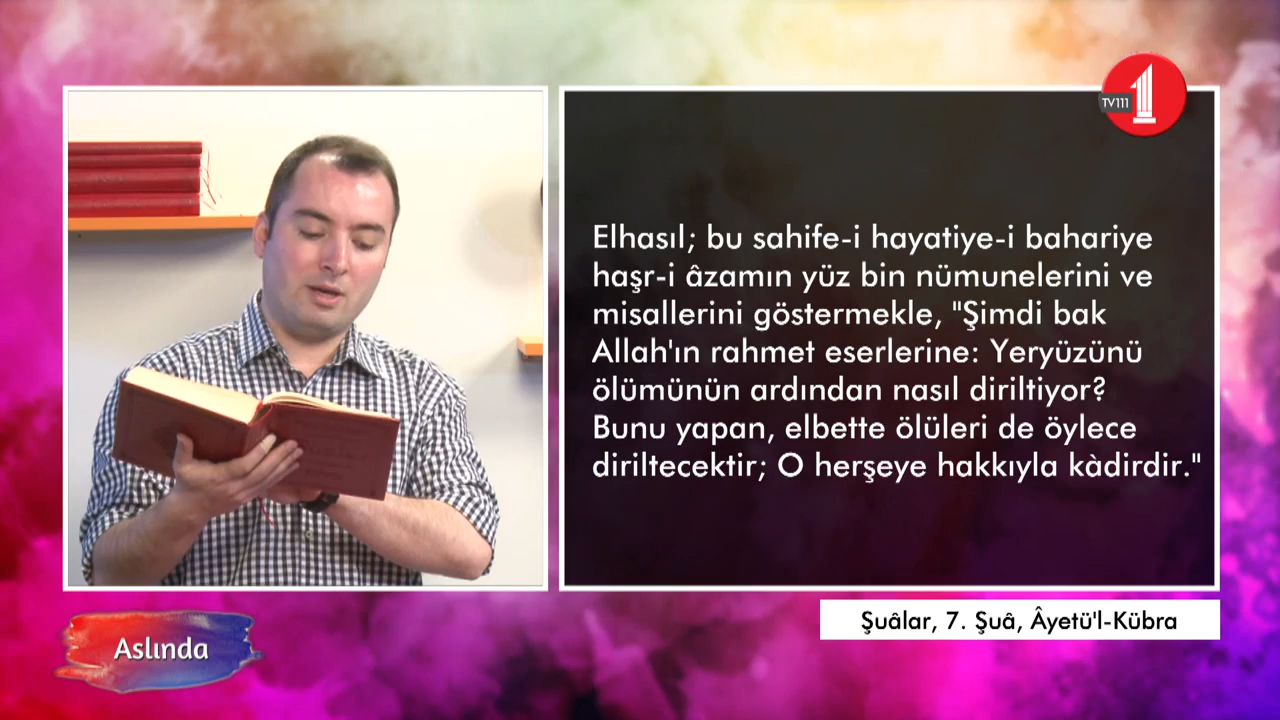 TV111
1
Elhasıl; bu sahife-i hayatiye-i bahariye
haşr-i âzamın yüz bin nümunelerini ve
misallerini göstermekle, "Şimdi bak
Allah'ın rahmet eserlerine: Yeryüzünü
ölümünün ardından nasıl diriltiyor?
Bunu yapan, elbette ölüleri de öylece
diriltecektir; O herşeye hakkıyla kàdirdir."
Şuâlar, 7. Şuâ, Âyetü'l-Kübra
Aslında